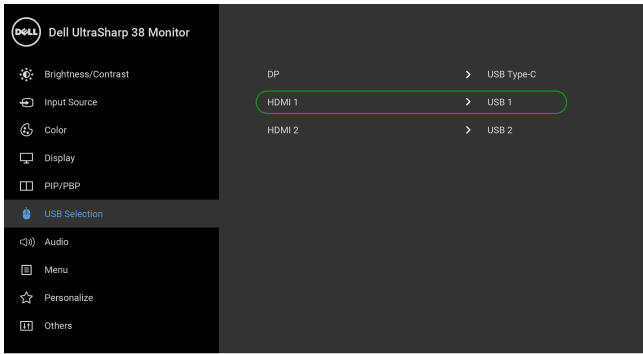 DELL
Dell UltraSharp 38 Monitor
Brightness/Contrast
Input Source
Color
Display
PIP/PBP
USB Selection
Audio
Menu
Personalize
Others
DP > USB Type-C
HDMI 1 > USB 1
HDMI 2 > USB 2